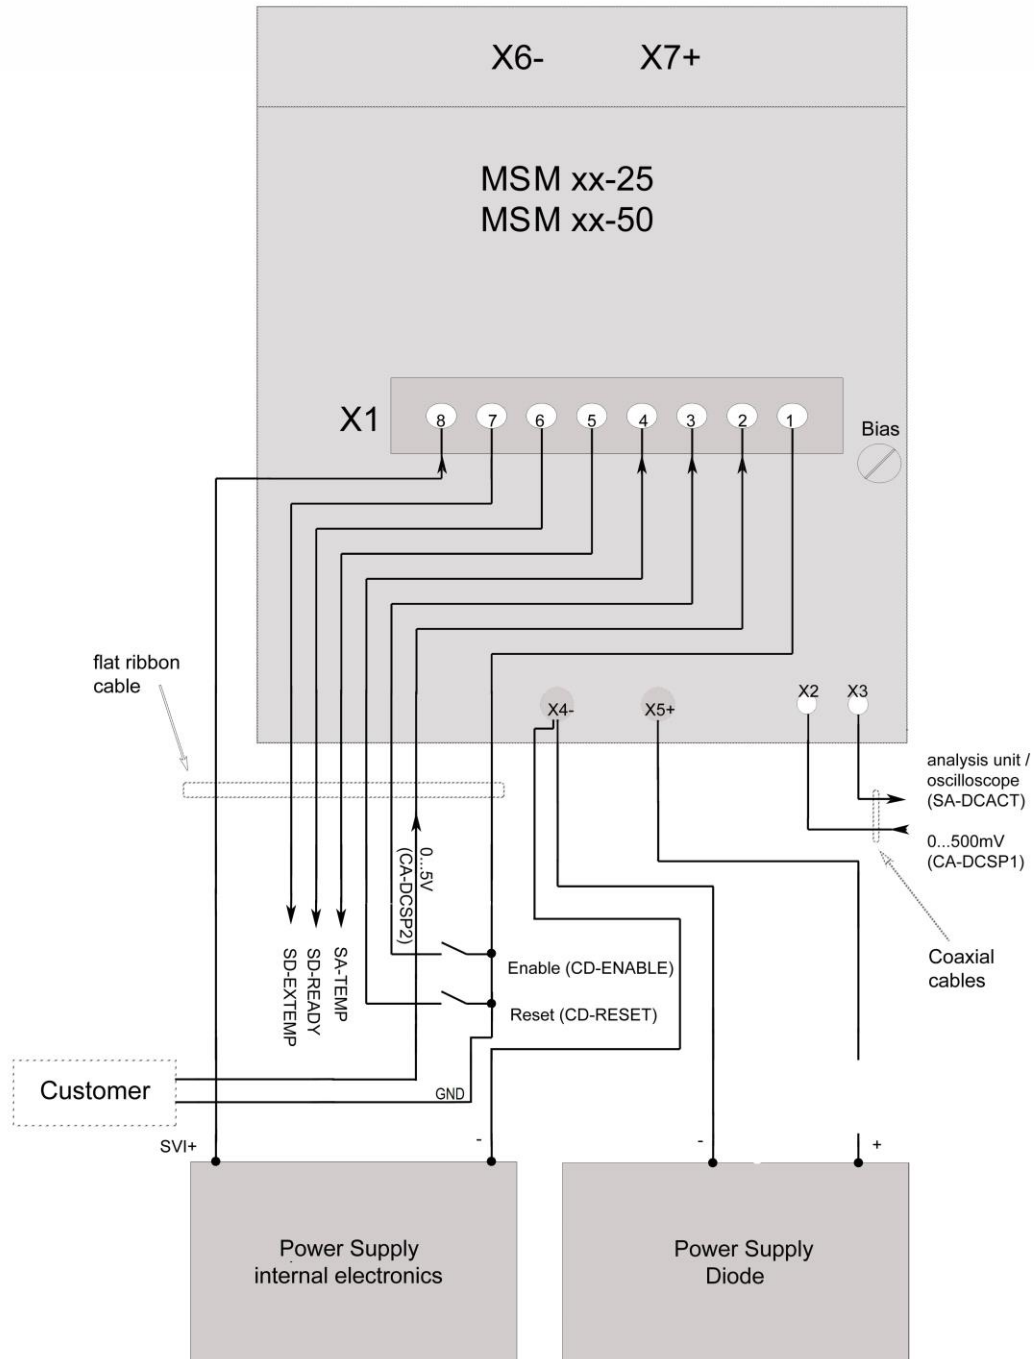 X6- X7+
MSM xx-25
MSM xx-50
X1
8 7 6 5 4 3 2 1
Bias
flat ribbon
cable
X4- X5+ X2 X3
analysis unit /
oscilloscope
(SA-DCACT)
0...500mV
(CA-DCSP1)
0...5V
(CA-DCSP2)
SD-EXTEMP
SD-READY
SA-TEMP
Enable (CD-ENABLE)
Reset (CD-RESET)
Coaxial
cables
Customer
GND
SVI+ - - +
Power Supply
internal electronics
Power Supply
Diode